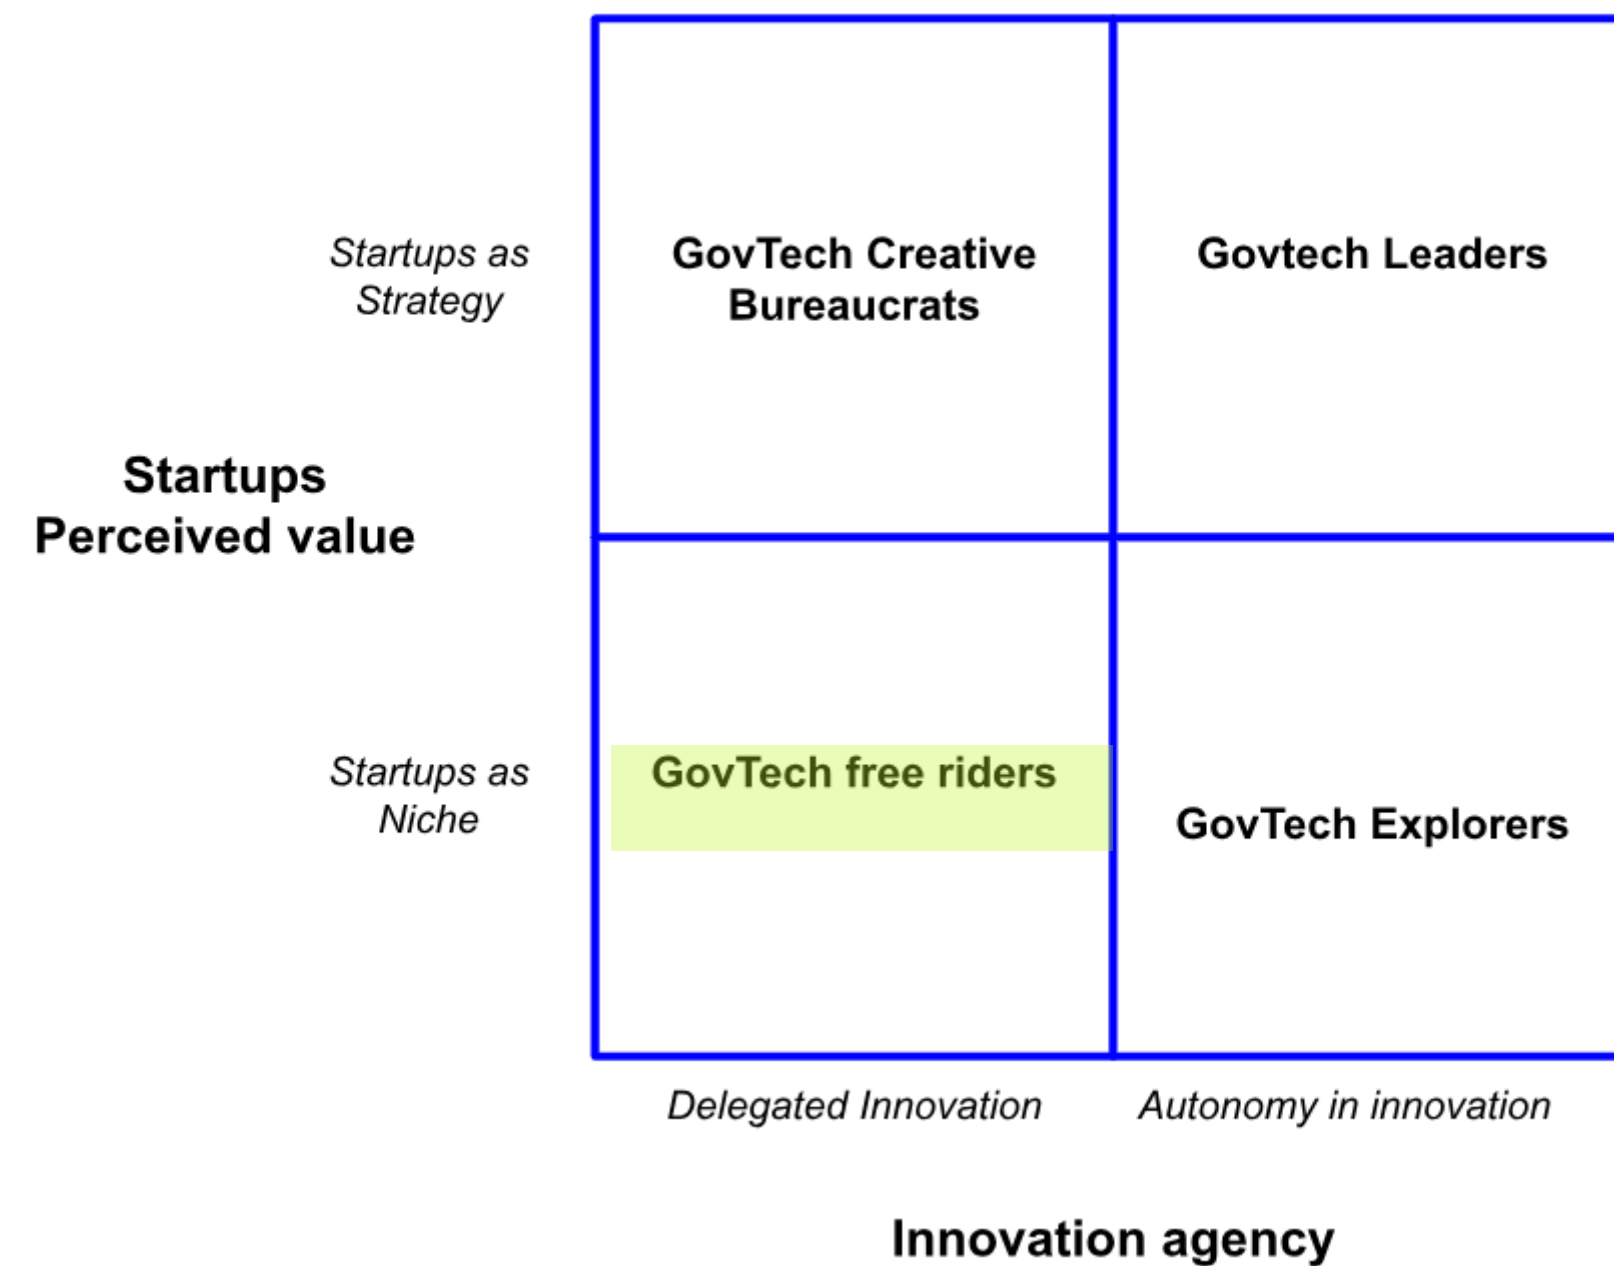 Startups as
Strategy
GovTech Creative
Bureaucrats
Govtech Leaders
Startups
Perceived value
Startups as
Niche
GovTech free riders
GovTech Explorers
Delegated Innovation
Autonomy in innovation
Innovation agency